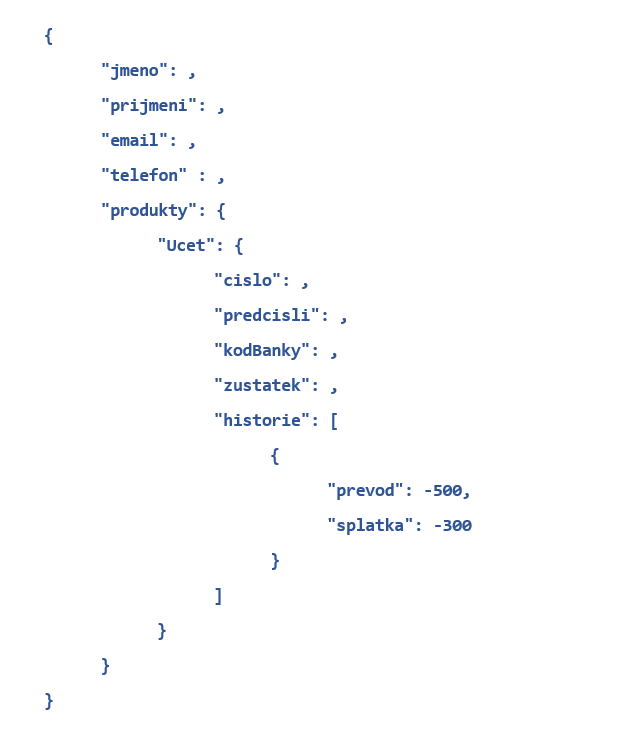 {
"jmeno": ,
"prijmeni": ,
"email": ,
"telefon" : ,
"produkty": {
"Ucet": {
"cislo": ,
"predcisli": ,
"kodBanky": ,
"zustatek": ,
"historie": [
{
"prevod": -500,
"splatka": -300
}
]
}
}
}